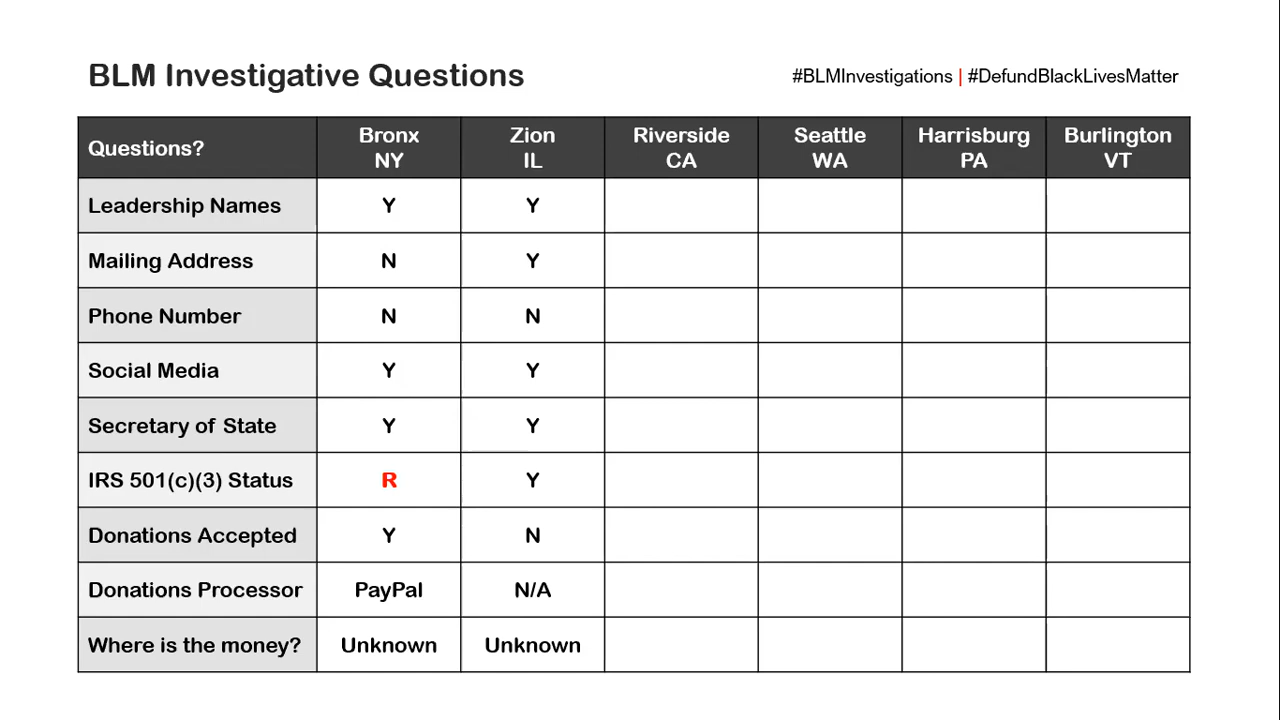 BLM Investigative Questions
#BLMInvestigations | #DefundBlackLivesMatter
Questions? Bronx NY Zion IL Riverside CA Seattle WA Harrisburg PA Burlington VT
Leadership Names Y Y
Mailing Address N Y
Phone Number N N
Social Media Y Y
Secretary of State Y Y
IRS 501(c)(3) Status R Y
Donations Accepted Y N
Donations Processor PayPal N/A
Where is the money? Unknown Unknown